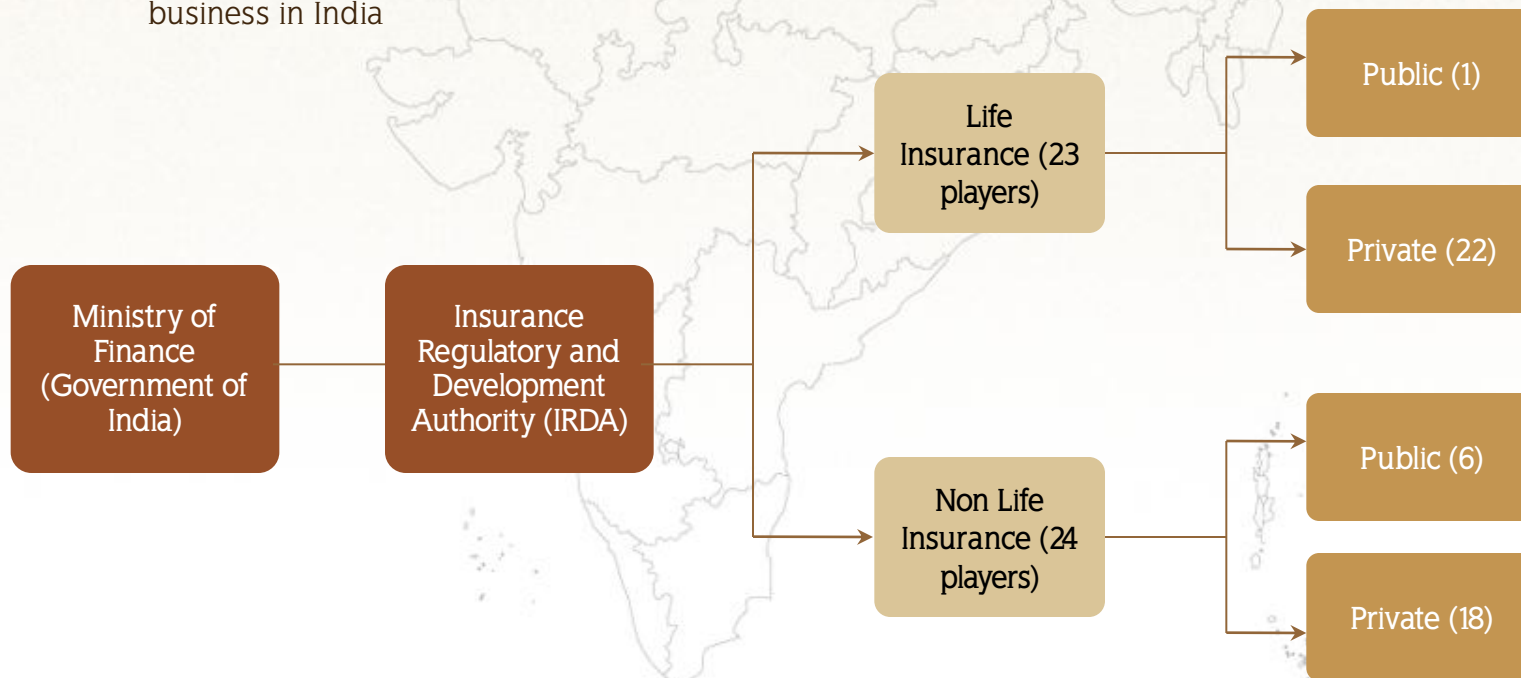 business in India
Ministry of
Finance
(Government of
India)
Insurance
Regulatory and
Development
Authority (IRDA)
Life
Insurance (23
players)
Public (1)
Private (22)
Non Life
Insurance (24
players)
Public (6)
Private (18)